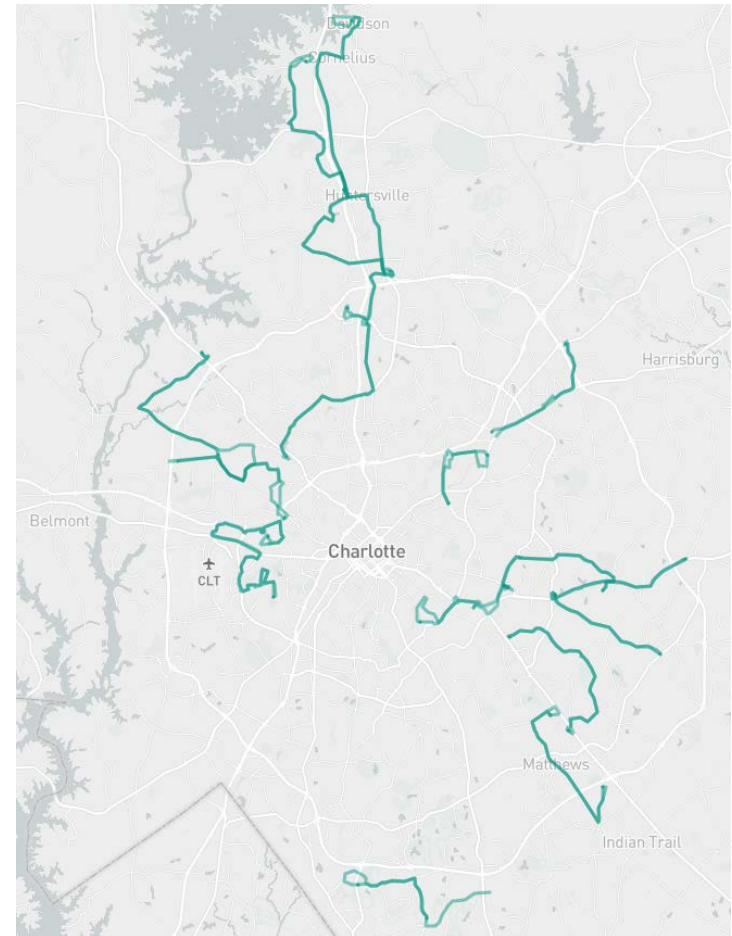 Davidson
Cornelius
Huntersville
Harrisburg
Belmont
Charlotte
CLT
Matthews
Indian Trail